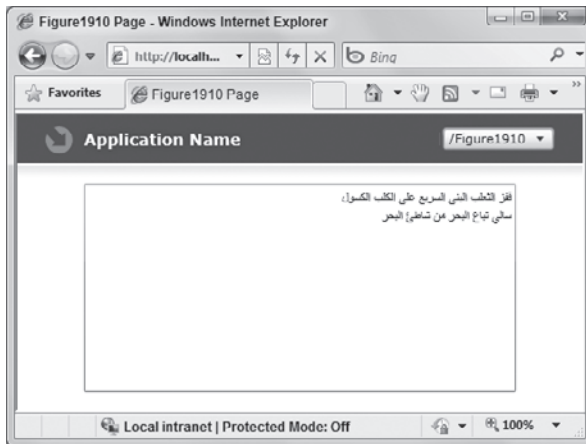 Figure1910 Page - Windows Internet Explorer
http://localh...
Bing
Favorites
Figure1910 Page
Application Name
/Figure1910
قفز الثعلب البني السريع على الكلب الكسول
سالي تباع البحر من شاطئ البحر
Local intranet | Protected Mode: Off
100%